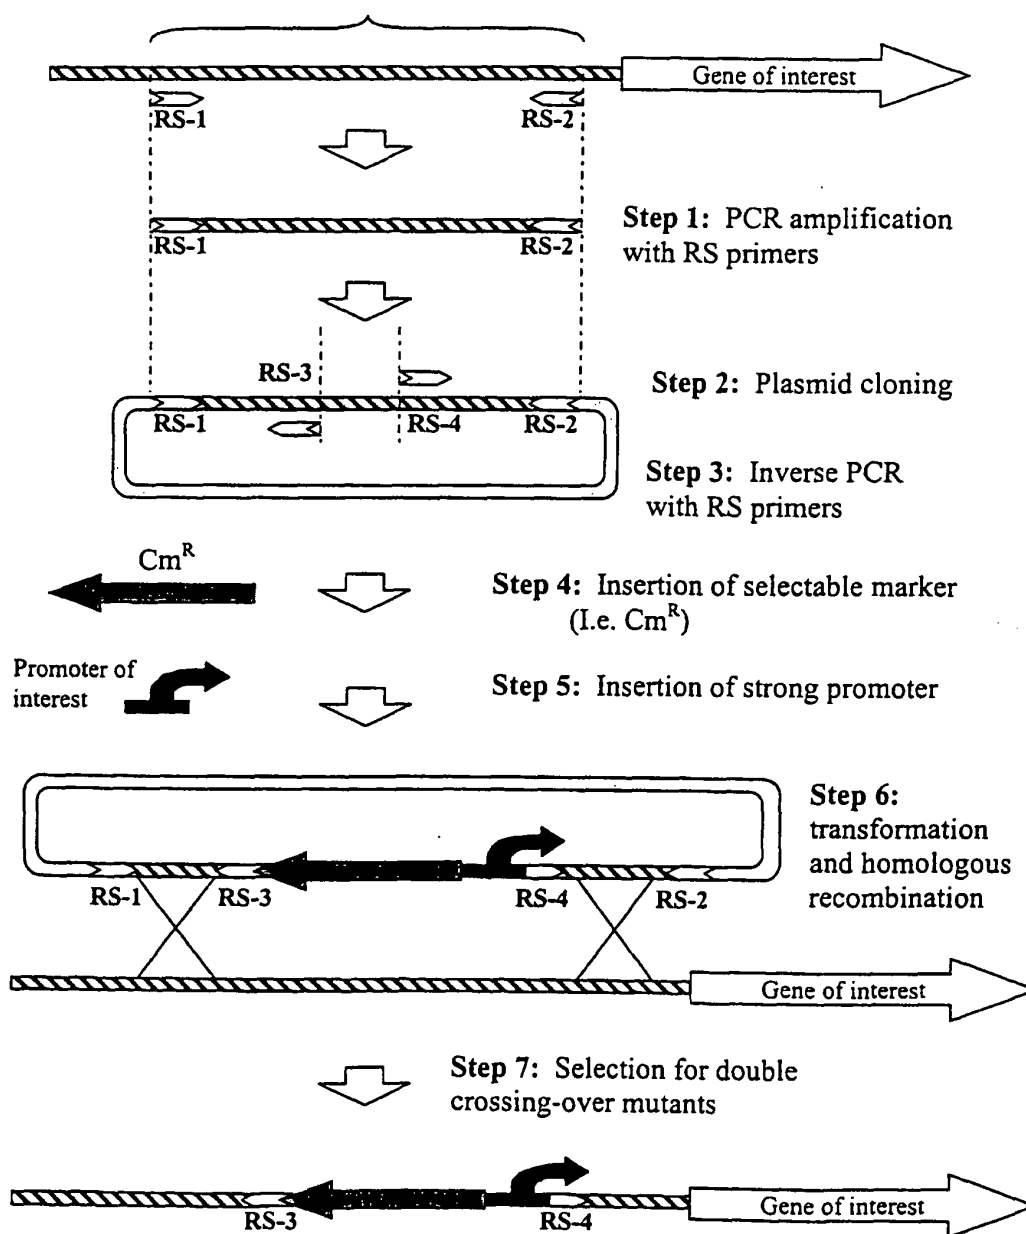 Gene of interest
RS-1 RS-2
Step 1: PCR amplification
with RS primers
RS-1 RS-2
RS-3
Step 2: Plasmid cloning
RS-1 RS-4 RS-2
Step 3: Inverse PCR
with RS primers
Cm^R
Step 4: Insertion of selectable marker
(I.e. Cm^R)
Promoter of
interest
Step 5: Insertion of strong promoter
Step 6:
transformation
and homologous
recombination
RS-1 RS-3 RS-4 RS-2
Gene of interest
Step 7: Selection for double
crossing-over mutants
Gene of interest
RS-3 RS-4